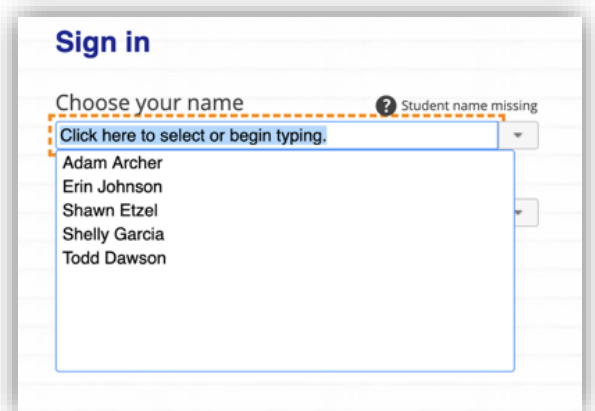 Sign in
Choose your name
? Student name missing
Click here to select or begin typing.
Adam Archer
Erin Johnson
Shawn Etzel
Shelly Garcia
Todd Dawson